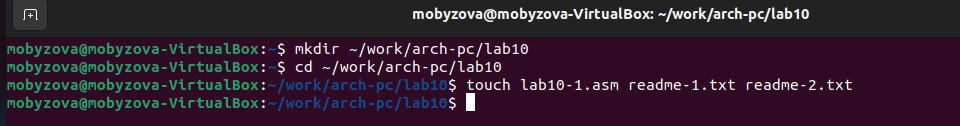 mobyzova@mobyzova-VirtualBox: ~/work/arch-pc/lab10
mobyzova@mobyzova-VirtualBox:~$ mkdir ~/work/arch-pc/lab10
mobyzova@mobyzova-VirtualBox:~$ cd ~/work/arch-pc/lab10
mobyzova@mobyzova-VirtualBox:~/work/arch-pc/lab10$ touch lab10-1.asm readme-1.txt readme-2.txt
mobyzova@mobyzova-VirtualBox:~/work/arch-pc/lab10$